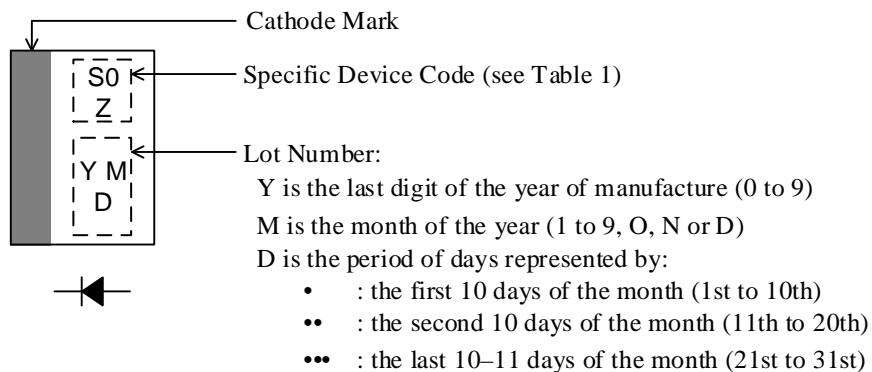 Cathode Mark
S0
Z
Specific Device Code (see Table 1)
Y M
D
Lot Number:
Y is the last digit of the year of manufacture (0 to 9)
M is the month of the year (1 to 9, O, N or D)
D is the period of days represented by:
• : the first 10 days of the month (1st to 10th)
•• : the second 10 days of the month (11th to 20th)
••• : the last 10–11 days of the month (21st to 31st)